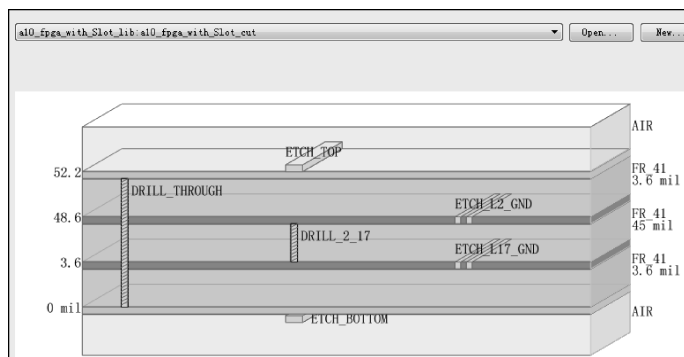 a10_fpga_with_Slot_lib:a10_fpga_with_Slot_cut
Open...
New...
AIR
ETCH_TOP
52.2
FR_41
3.6 mil
DRILL_THROUGH
ETCH_L2_GND
48.6
FR_41
45 mil
DRILL_2_17
ETCH_L17_GND
3.6
FR_41
3.6 mil
0 mil
AIR
ETCH_BOTTOM